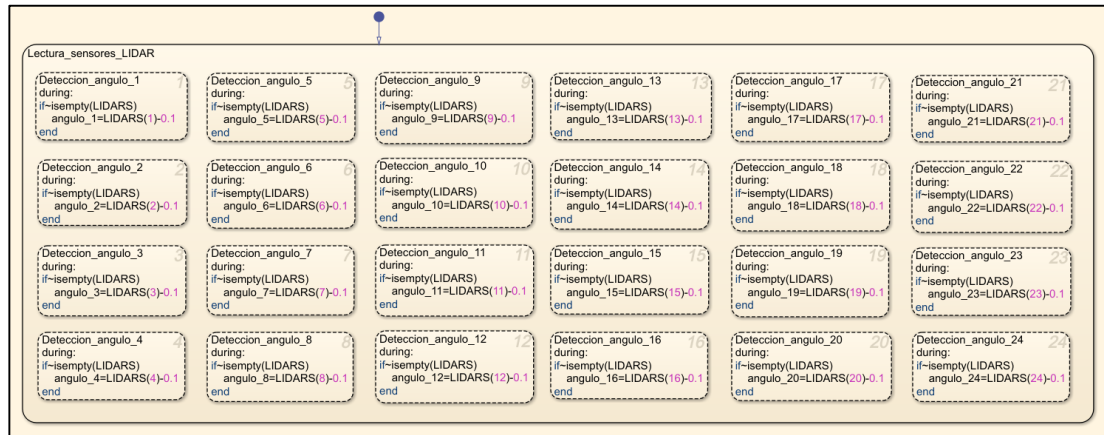 Lectura_sensores_LIDAR
Deteccion_angulo_1
1
during:
if~isempty(LIDARS)
angulo_1=LIDARS(1)-0.1
end
Deteccion_angulo_2
2
during:
if~isempty(LIDARS)
angulo_2=LIDARS(2)-0.1
end
Deteccion_angulo_3
3
during:
if~isempty(LIDARS)
angulo_3=LIDARS(3)-0.1
end
Deteccion_angulo_4
4
during:
if~isempty(LIDARS)
angulo_4=LIDARS(4)-0.1
end
Deteccion_angulo_5
5
during:
if~isempty(LIDARS)
angulo_5=LIDARS(5)-0.1
end
Deteccion_angulo_6
6
during:
if~isempty(LIDARS)
angulo_6=LIDARS(6)-0.1
end
Deteccion_angulo_7
7
during:
if~isempty(LIDARS)
angulo_7=LIDARS(7)-0.1
end
Deteccion_angulo_8
8
during:
if~isempty(LIDARS)
angulo_8=LIDARS(8)-0.1
end
Deteccion_angulo_9
9
during:
if~isempty(LIDARS)
angulo_9=LIDARS(9)-0.1
end
Deteccion_angulo_10
10
during:
if~isempty(LIDARS)
angulo_10=LIDARS(10)-0.1
end
Deteccion_angulo_11
11
during:
if~isempty(LIDARS)
angulo_11=LIDARS(11)-0.1
end
Deteccion_angulo_12
12
during:
if~isempty(LIDARS)
angulo_12=LIDARS(12)-0.1
end
Deteccion_angulo_13
13
during:
if~isempty(LIDARS)
angulo_13=LIDARS(13)-0.1
end
Deteccion_angulo_14
14
during:
if~isempty(LIDARS)
angulo_14=LIDARS(14)-0.1
end
Deteccion_angulo_15
15
during:
if~isempty(LIDARS)
angulo_15=LIDARS(15)-0.1
end
Deteccion_angulo_16
16
during:
if~isempty(LIDARS)
angulo_16=LIDARS(16)-0.1
end
Deteccion_angulo_17
17
during:
if~isempty(LIDARS)
angulo_17=LIDARS(17)-0.1
end
Deteccion_angulo_18
18
during:
if~isempty(LIDARS)
angulo_18=LIDARS(18)-0.1
end
Deteccion_angulo_19
19
during:
if~isempty(LIDARS)
angulo_19=LIDARS(19)-0.1
end
Deteccion_angulo_20
20
during:
if~isempty(LIDARS)
angulo_20=LIDARS(20)-0.1
end
Deteccion_angulo_21
21
during:
if~isempty(LIDARS)
angulo_21=LIDARS(21)-0.1
end
Deteccion_angulo_22
22
during:
if~isempty(LIDARS)
angulo_22=LIDARS(22)-0.1
end
Deteccion_angulo_23
23
during:
if~isempty(LIDARS)
angulo_23=LIDARS(23)-0.1
end
Deteccion_angulo_24
24
during:
if~isempty(LIDARS)
angulo_24=LIDARS(24)-0.1
end